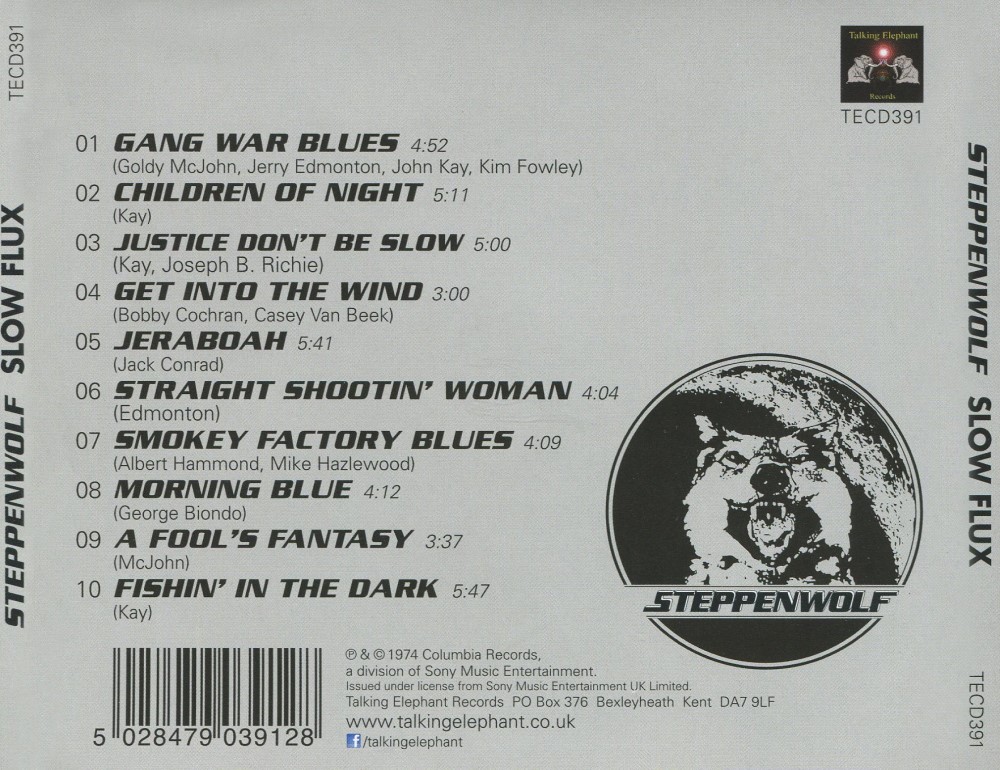 TECD391
STEPPENWOLF SLOW FLUX
Talking Elephant
Records
TECD391
01 GANG WAR BLUES 4:52
(Goldy McJohn, Jerry Edmonton, John Kay, Kim Fowley)
02 CHILDREN OF NIGHT 5:11
(Kay)
03 JUSTICE DON'T BE SLOW 5:00
(Kay, Joseph B. Richie)
04 GET INTO THE WIND 3:00
(Bobby Cochran, Casey Van Beek)
05 JERABOAH 5:41
(Jack Conrad)
06 STRAIGHT SHOOTIN' WOMAN 4:04
(Edmonton)
07 SMOKEY FACTORY BLUES 4:09
(Albert Hammond, Mike Hazlewood)
08 MORNING BLUE 4:12
(George Biondo)
09 A FOOL'S FANTASY 3:37
(McJohn)
10 FISHIN' IN THE DARK 5:47
(Kay)
STEPPENWOLF
℗ & © 1974 Columbia Records,
a division of Sony Music Entertainment.
Issued under license from Sony Music Entertainment UK Limited.
Talking Elephant Records PO Box 376 Bexleyheath Kent DA7 9LF
www.talkingelephant.co.uk
f/talkingelephant
5 028479 039128
STEPPENWOLF SLOW FLUX
TECD391